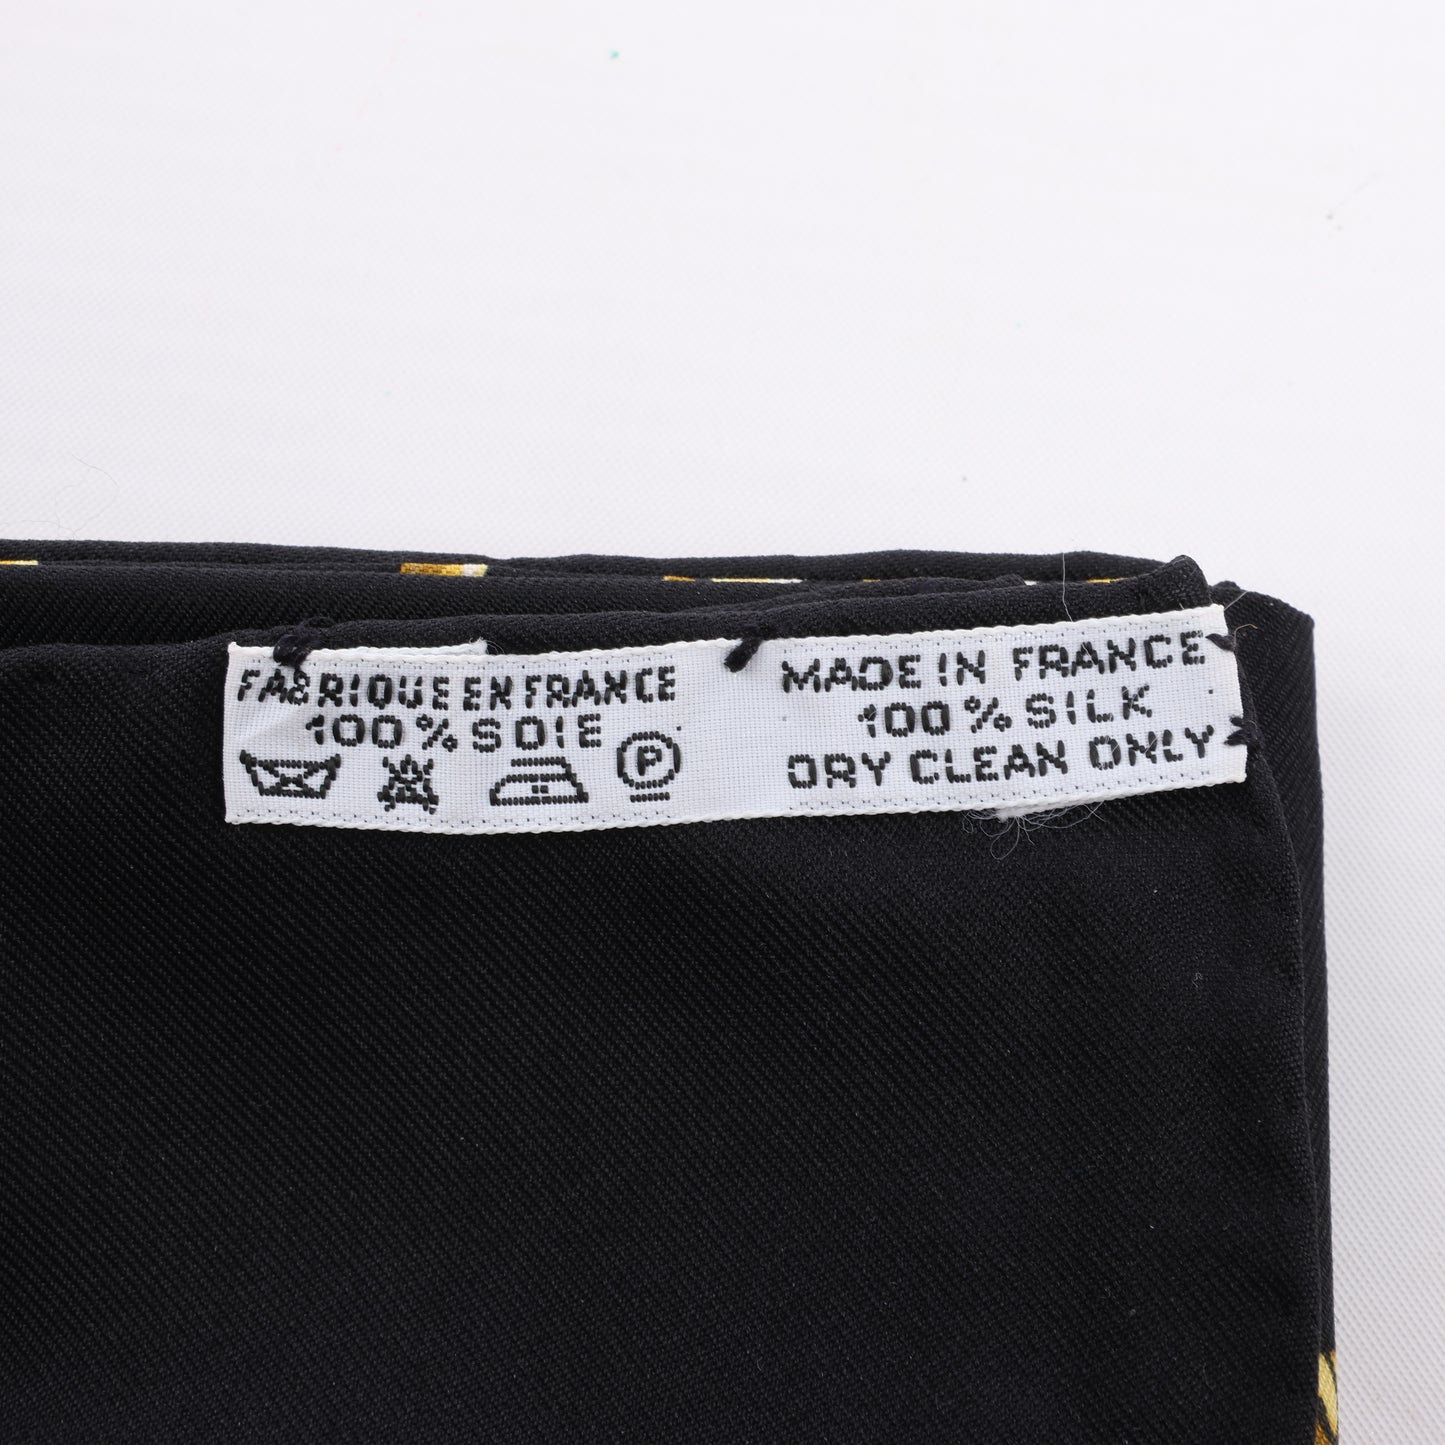 FABRIQUE EN FRANCE
100% SOIE
P
MADE IN FRANCE
100% SILK
DRY CLEAN ONLY